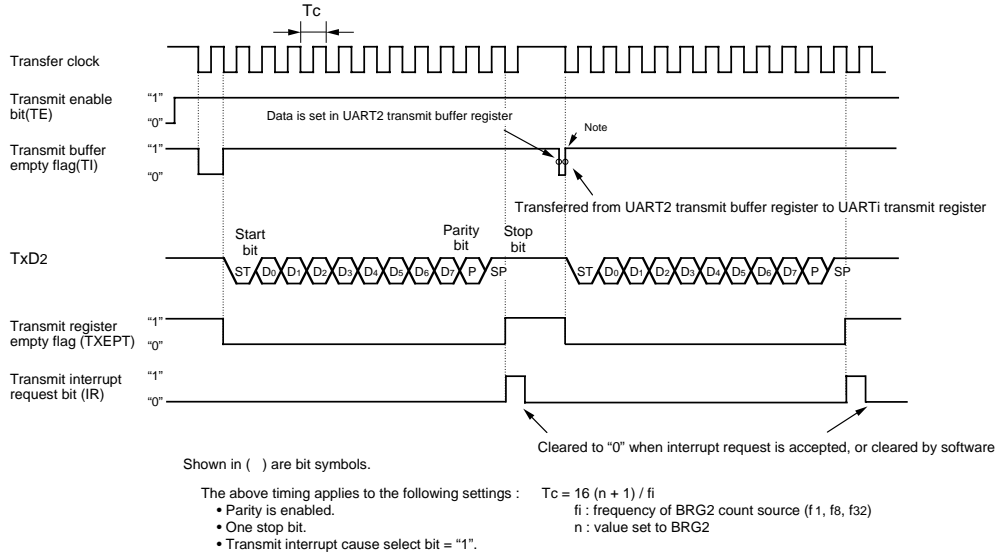 Tc
Transfer clock
Transmit enable
bit(TE)
“1”
“0”
Data is set in UART2 transmit buffer register
Note
Transmit buffer
empty flag(TI)
“1”
“0”
Transferred from UART2 transmit buffer register to UARTi transmit register
Start
bit
Parity
bit
Stop
bit
TxD2
ST D0 D1 D2 D3 D4 D5 D6 D7 P SP
ST D0 D1 D2 D3 D4 D5 D6 D7 P SP
Transmit register
empty flag (TXEPT)
“1”
“0”
Transmit interrupt
request bit (IR)
“1”
“0”
Cleared to “0” when interrupt request is accepted, or cleared by software
Shown in ( ) are bit symbols.
The above timing applies to the following settings :
• Parity is enabled.
• One stop bit.
• Transmit interrupt cause select bit = “1”.
Tc = 16 (n + 1) / fi
fi : frequency of BRG2 count source (f1, f8, f32)
n : value set to BRG2